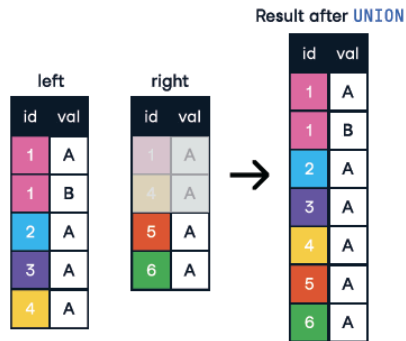 Result after UNION
left
id val
1 A
1 B
2 A
3 A
4 A
right
id val
1 A
4 A
5 A
6 A
id val
1 A
1 B
2 A
3 A
4 A
5 A
6 A